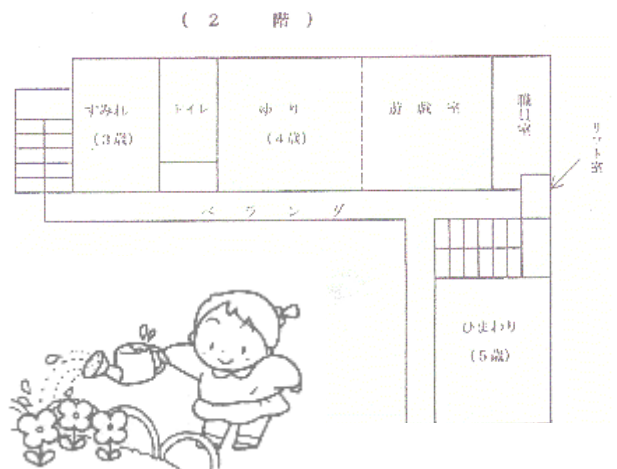 ( 2 階 )
すみれ
(3歳)
トイレ
ゆり
(4歳)
遊戯室
職員室
リフト室
ベランダ
ひまわり
(5歳)